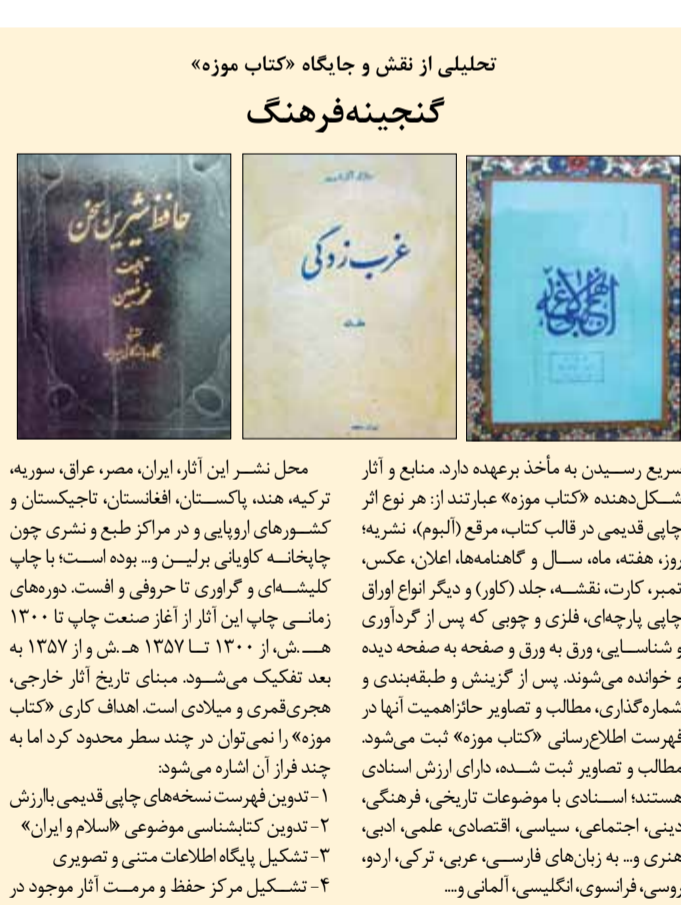 تحلیلی از نقش و جایگاه «کتاب موزه»
گنجینه‌فرهنگ
نهج البلاغه
غرب زدگی
حافظ شیرین سخن
سریع رسیدن به مأخذ برعهده دارد. منابع و آثار
شکل‌دهنده «کتاب موزه» عبارتند از: هر نوع اثر
چاپی قدیمی در قالب کتاب، مرقع (آلبوم)، نشریه؛
روز، هفته، ماه، سال و گاهنامه‌ها، اعلان، عکس،
تمبر، کارت، نقشه، جلد (کاور) و دیگر انواع اوراق
چاپی پارچه‌ای، فلزی و چوبی که پس از گردآوری
و شناسایی، ورق به ورق و صفحه به صفحه دیده
و خوانده می‌شوند. پس از گزینش و طبقه‌بندی و
شماره‌گذاری، مطالب و تصاویر حائزاهمیت آنها در
فهرست اطلاع‌رسانی «کتاب موزه» ثبت می‌شود.
مطالب و تصاویر ثبت شده، دارای ارزش اسنادی
هستند؛ اسنادی با موضوعات تاریخی، فرهنگی،
دینی، اجتماعی، سیاسی، اقتصادی، علمی، ادبی،
هنری و... به زبان‌های فارسی، عربی، ترکی، اردو،
روسی، فرانسوی، انگلیسی، آلمانی و....
محل نشر این آثار، ایران، مصر، عراق، سوریه،
ترکیه، هند، پاکستان، افغانستان، تاجیکستان و
کشورهای اروپایی و در مراکز طبع و نشری چون
چاپخانه کاویانی برلین و... بوده است؛ با چاپ
کلیشه‌ای و گراوری تا حروفی و افست. دوره‌های
زمانی چاپ این آثار از آغاز صنعت چاپ تا ۱۳۰۰
هـ.ش، از ۱۳۰۰ تا ۱۳۵۷ هـ.ش و از ۱۳۵۷ به
بعد تفکیک می‌شود. مبنای تاریخ آثار خارجی،
هجری‌قمری و میلادی است. اهداف کاری «کتاب
موزه» را نمی‌توان در چند سطر محدود کرد اما به
چند فراز آن اشاره می‌شود:
۱- تدوین فهرست نسخه‌های چاپی قدیمی باارزش
۲- تدوین کتابشناسی موضوعی «اسلام و ایران»
۳- تشکیل پایگاه اطلاعات متنی و تصویری
۴- تشکیل مرکز حفظ و مرمت آثار موجود در